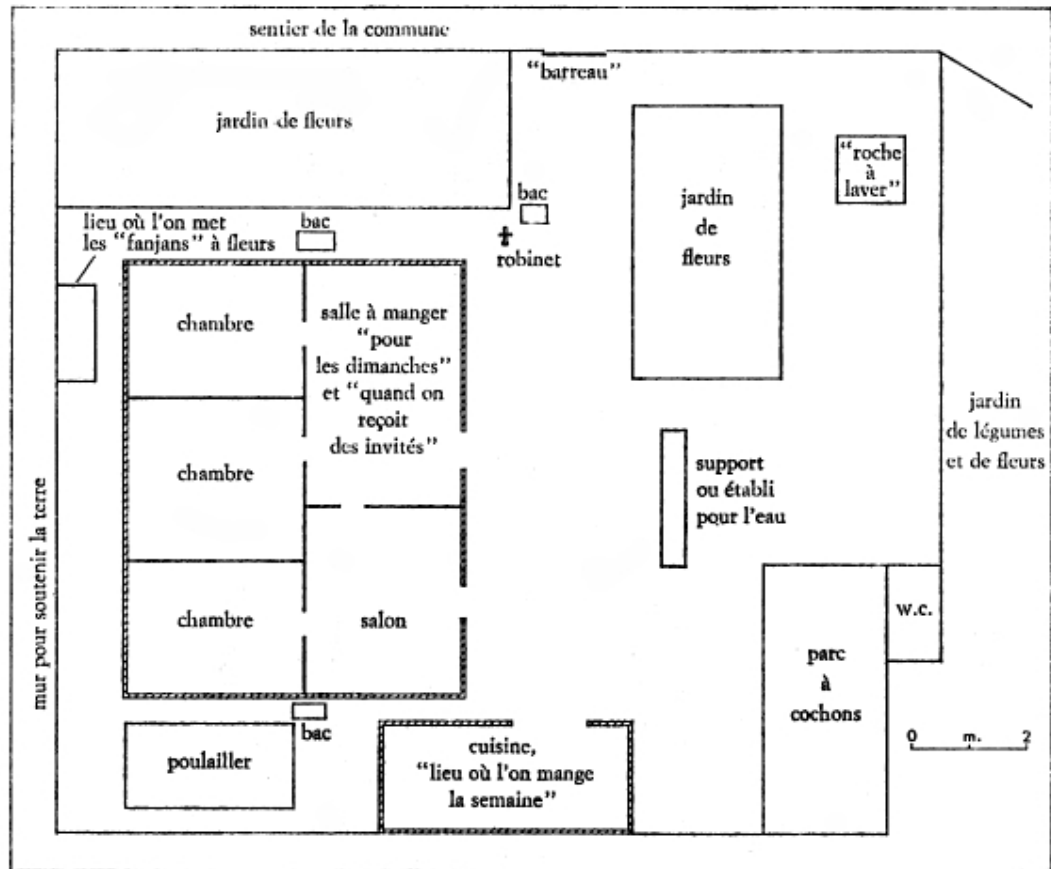 sentier de la commune
"barreau"
jardin de fleurs
"roche
à
laver"
bac
jardin
de
fleurs
lieu où l'on met
les "fanjans" à fleurs
bac
robinet
chambre
salle à manger
"pour
les dimanches"
et "quand on
reçoit
des invités"
jardin
de légumes
et de fleurs
chambre
support
ou établi
pour l'eau
mur pour soutenir la terre
chambre
salon
w.c.
parc
à
cochons
bac
poulailler
cuisine,
"lieu où l'on mange
la semaine"
0 m. 2